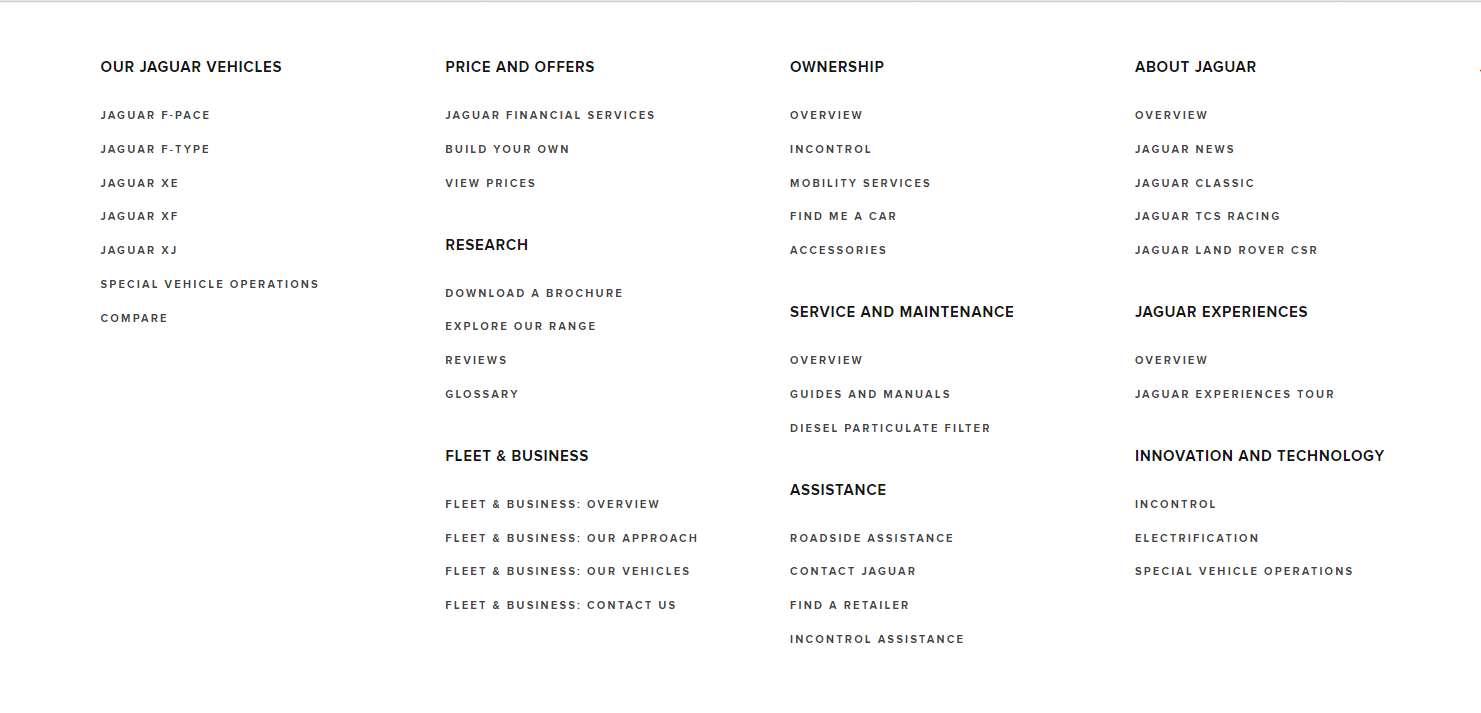 OUR JAGUAR VEHICLES
JAGUAR F-PACE
JAGUAR F-TYPE
JAGUAR XE
JAGUAR XF
JAGUAR XJ
SPECIAL VEHICLE OPERATIONS
COMPARE
PRICE AND OFFERS
JAGUAR FINANCIAL SERVICES
BUILD YOUR OWN
VIEW PRICES
RESEARCH
DOWNLOAD A BROCHURE
EXPLORE OUR RANGE
REVIEWS
GLOSSARY
FLEET & BUSINESS
FLEET & BUSINESS: OVERVIEW
FLEET & BUSINESS: OUR APPROACH
FLEET & BUSINESS: OUR VEHICLES
FLEET & BUSINESS: CONTACT US
OWNERSHIP
OVERVIEW
INCONTROL
MOBILITY SERVICES
FIND ME A CAR
ACCESSORIES
SERVICE AND MAINTENANCE
OVERVIEW
GUIDES AND MANUALS
DIESEL PARTICULATE FILTER
ASSISTANCE
ROADSIDE ASSISTANCE
CONTACT JAGUAR
FIND A RETAILER
INCONTROL ASSISTANCE
ABOUT JAGUAR
OVERVIEW
JAGUAR NEWS
JAGUAR CLASSIC
JAGUAR TCS RACING
JAGUAR LAND ROVER CSR
JAGUAR EXPERIENCES
OVERVIEW
JAGUAR EXPERIENCES TOUR
INNOVATION AND TECHNOLOGY
INCONTROL
ELECTRIFICATION
SPECIAL VEHICLE OPERATIONS